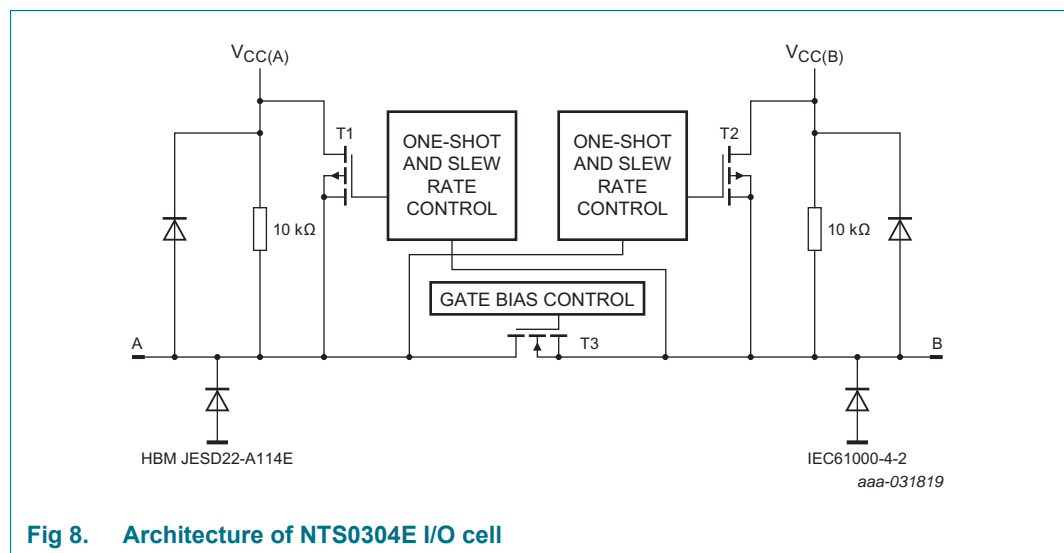 VCC(A)
VCC(B)
T1
ONE-SHOT
AND SLEW
RATE
CONTROL
ONE-SHOT
AND SLEW
RATE
CONTROL
T2
10 kΩ
10 kΩ
GATE BIAS CONTROL
T3
A
B
HBM JESD22-A114E
IEC61000-4-2
aaa-031819
Fig 8. Architecture of NTS0304E I/O cell